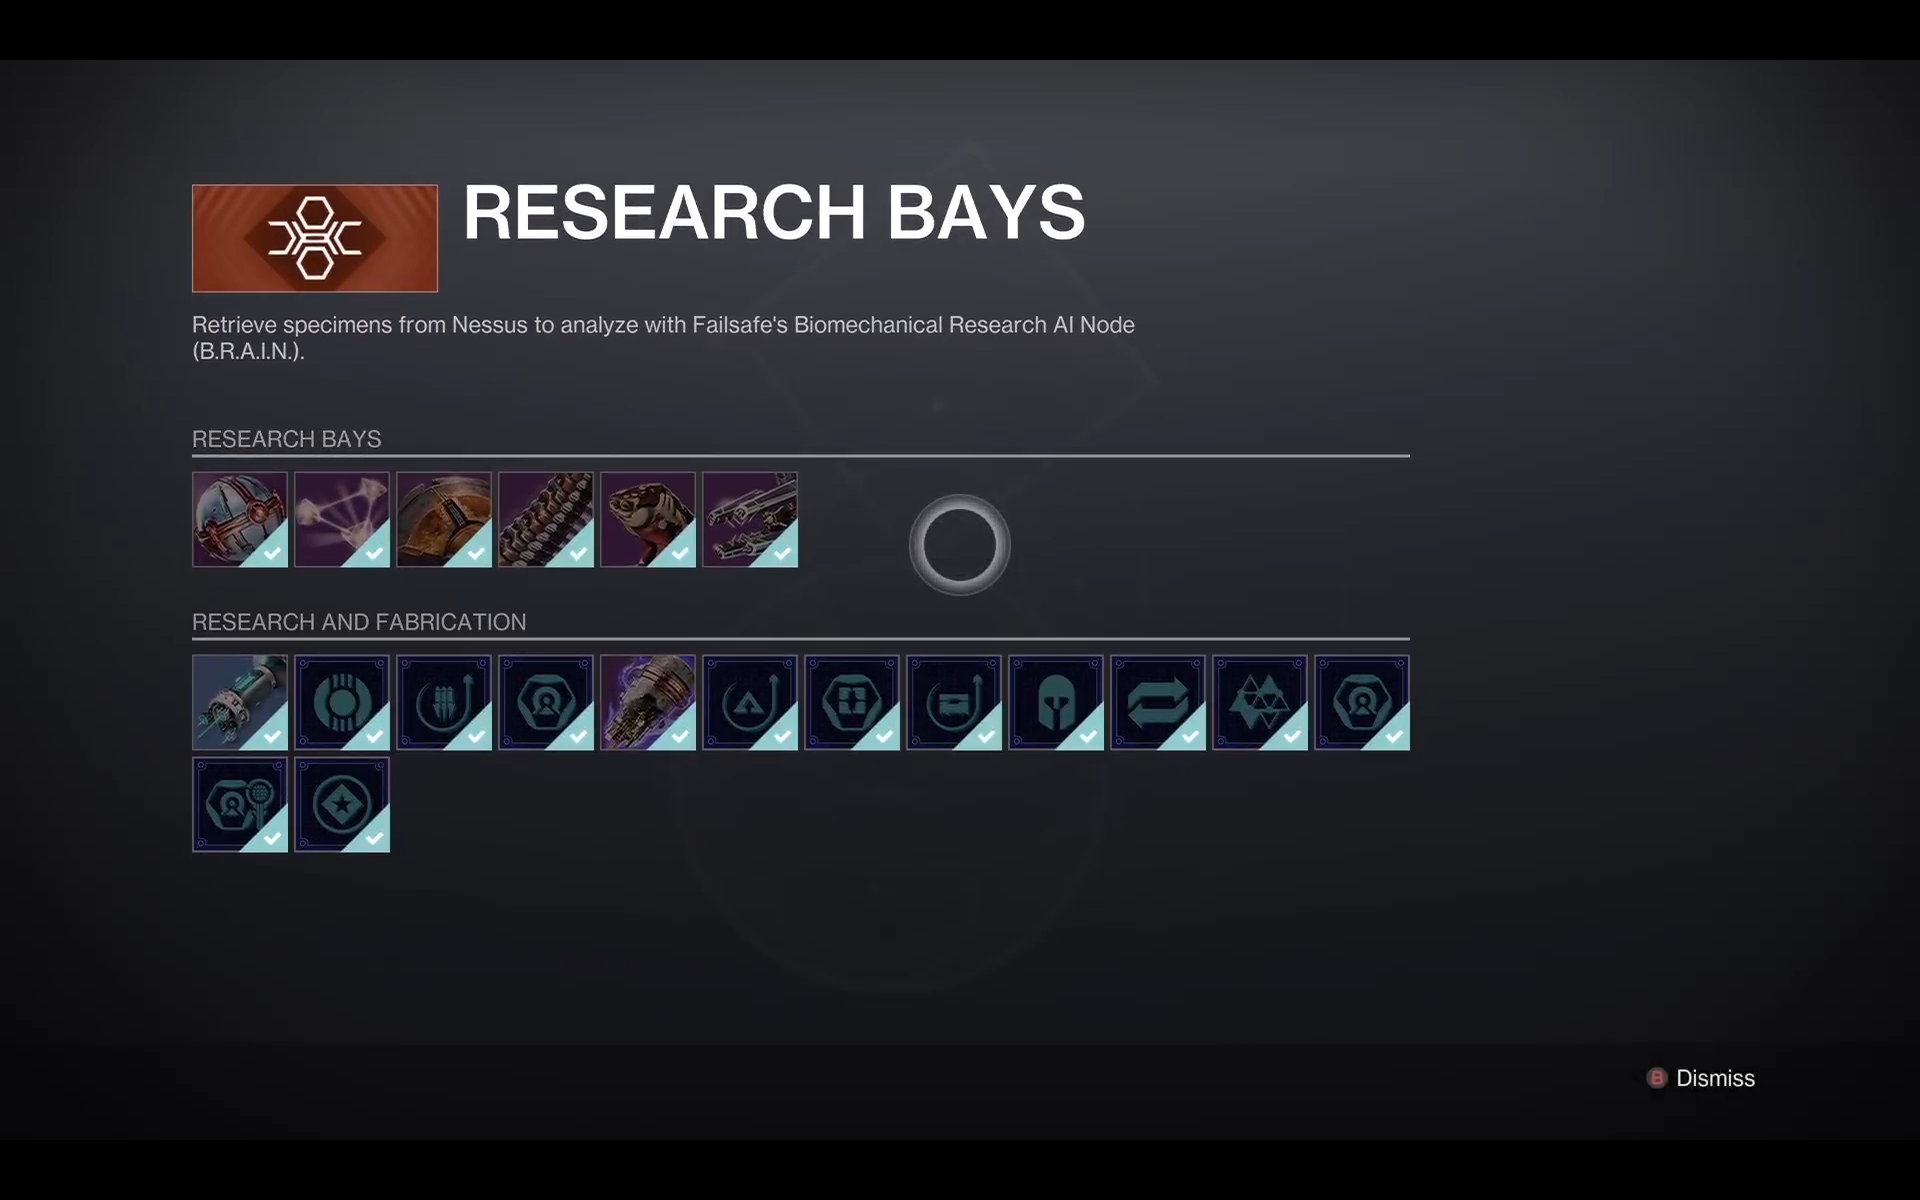 RESEARCH BAYS
Retrieve specimens from Nessus to analyze with Failsafe's Biomechanical Research AI Node
(B.R.A.I.N.).
RESEARCH BAYS
RESEARCH AND FABRICATION
B Dismiss